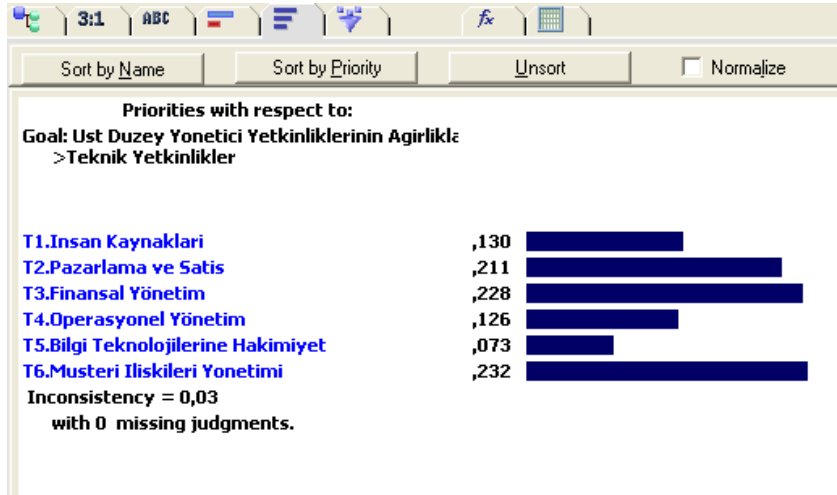 3:1 ABC fx
Sort by Name Sort by Priority Unsort Normalize
Priorities with respect to:
Goal: Ust Duzey Yonetici Yetkinliklerinin Agirlikla
>Teknik Yetkinlikler
T1.Insan Kaynaklari ,130
T2.Pazarlama ve Satis ,211
T3.Finansal Yönetim ,228
T4.Operasyonel Yönetim ,126
T5.Bilgi Teknolojilerine Hakimiyet ,073
T6.Musteri Iliskileri Yonetimi ,232
Inconsistency = 0,03
with 0 missing judgments.